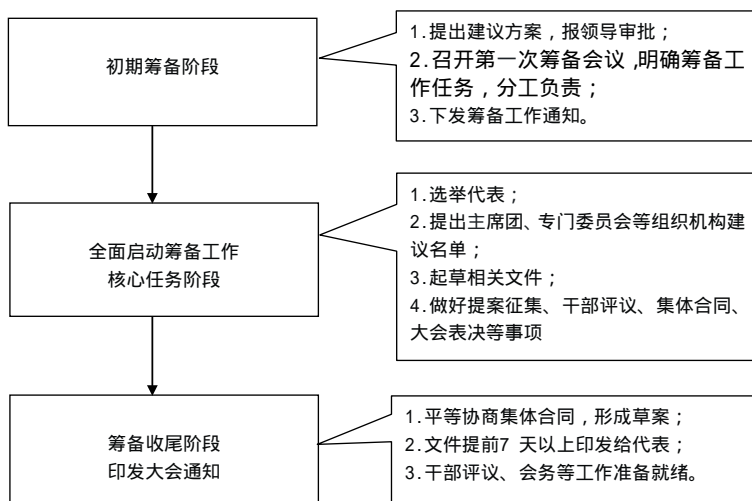 初期筹备阶段
1.提出建议方案，报领导审批；
2.召开第一次筹备会议,明确筹备工
作任务，分工负责；
3.下发筹备工作通知。
全面启动筹备工作
核心任务阶段
1.选举代表；
2.提出主席团、专门委员会等组织机构建
议名单；
3.起草相关文件；
4.做好提案征集、干部评议、集体合同、
大会表决等事项
筹备收尾阶段
印发大会通知
1.平等协商集体合同，形成草案；
2.文件提前7 天以上印发给代表；
3.干部评议、会务等工作准备就绪。